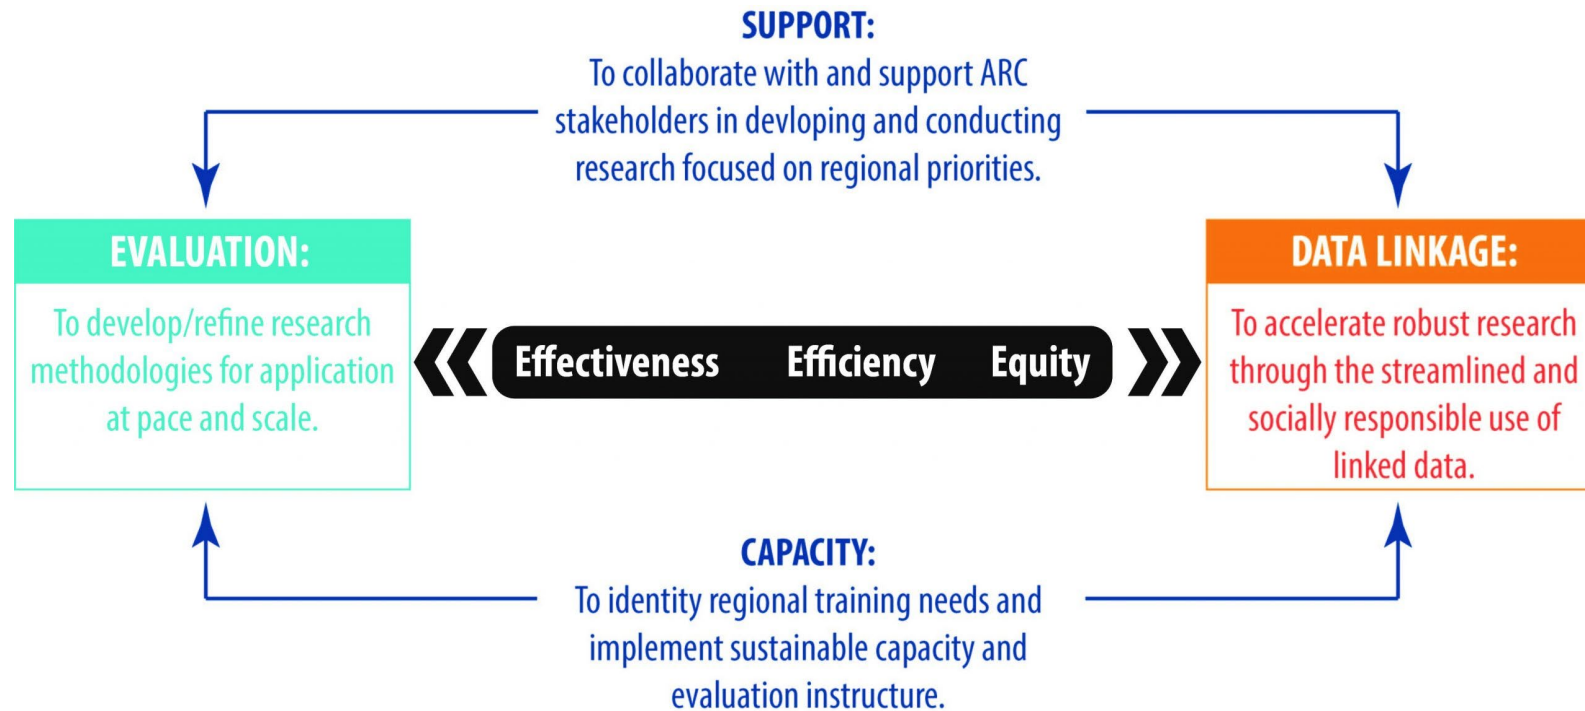 SUPPORT:
To collaborate with and support ARC
stakeholders in devloping and conducting
research focused on regional priorities.
EVALUATION:
To develop/refine research
methodologies for application
at pace and scale.
Effectiveness Efficiency Equity
DATA LINKAGE:
To accelerate robust research
through the streamlined and
socially responsible use of
linked data.
CAPACITY:
To identity regional training needs and
implement sustainable capacity and
evaluation instructure.